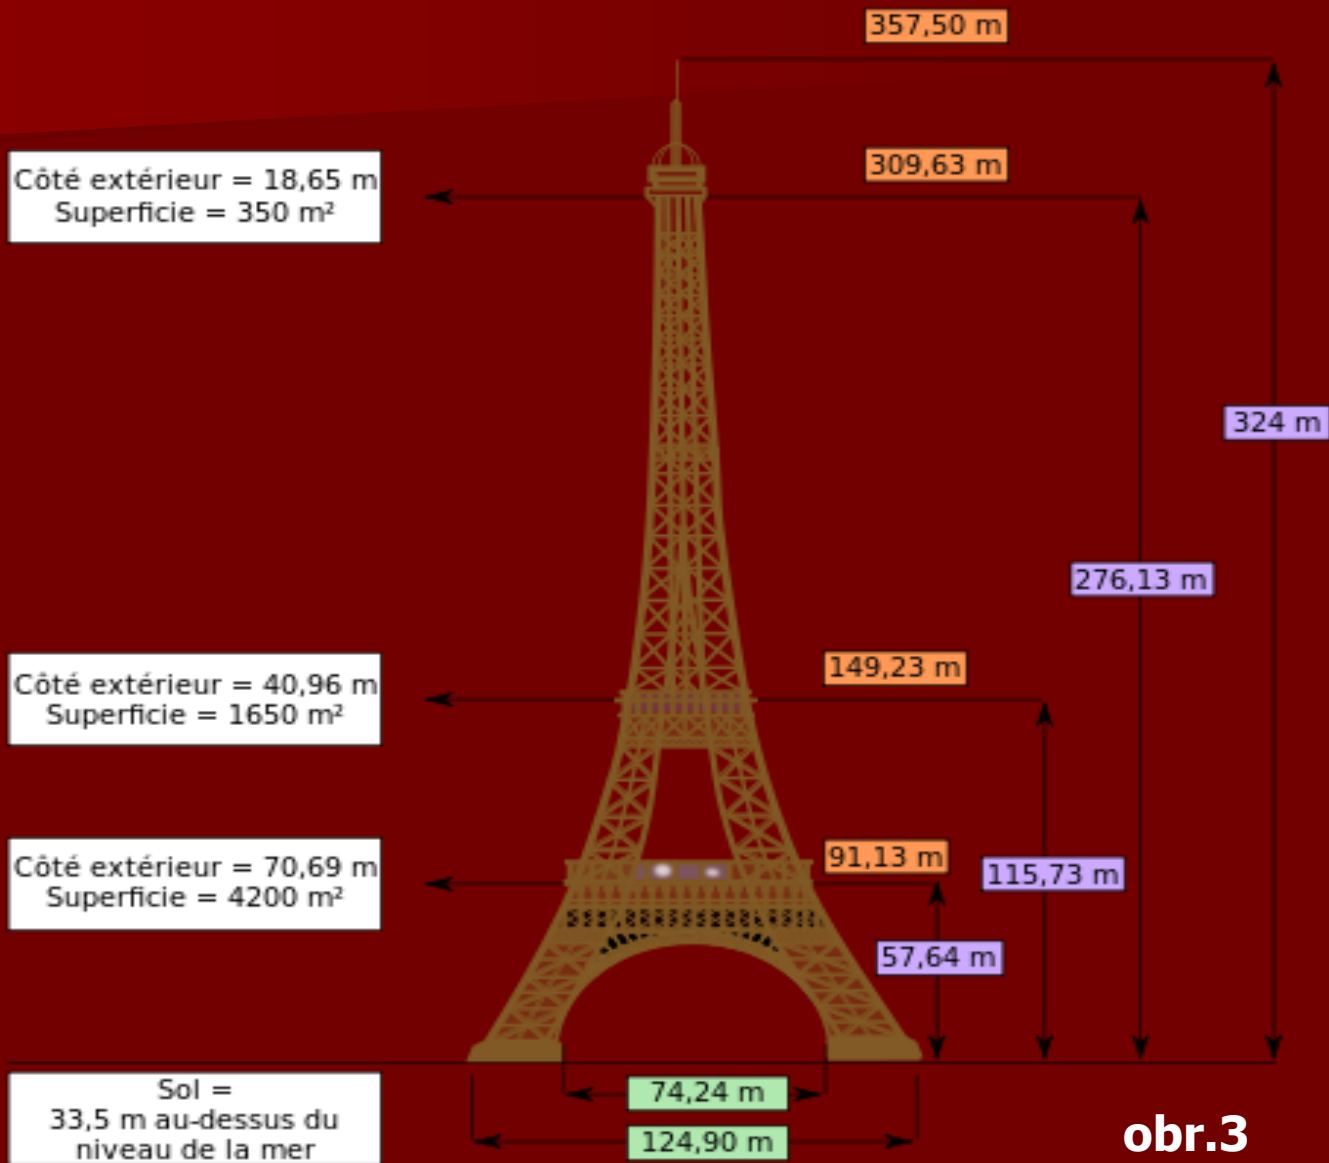 357,50 m
309,63 m
Côté extérieur = 18,65 m
Superficie = 350 m²
324 m
276,13 m
149,23 m
Côté extérieur = 40,96 m
Superficie = 1650 m²
91,13 m
115,73 m
Côté extérieur = 70,69 m
Superficie = 4200 m²
57,64 m
Sol =
33,5 m au-dessus du
niveau de la mer
74,24 m
124,90 m
obr.3